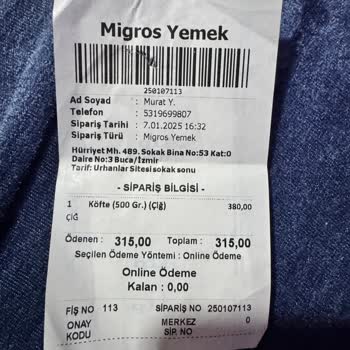 Migros Yemek
250107113
Ad Soyad : Murat Y.
Telefon : 5319699807
Sipariş Tarihi : 7.01.2025 16:32
Sipariş Türü : Migros Yemek
Hürriyet Mh. 489. Sokak Bina No:53 Kat:0
Daire No:3 Buca/İzmir
Tarif: Urhanlar Sitesi sokak sonu
- SİPARİŞ BİLGİSİ -
1 Köfte (500 Gr.) (Çiğ) 380,00
ÇİĞ
Ödenen : 315,00 Toplam : 315,00
Seçilen Ödeme Yöntemi : Online Ödeme
Online Ödeme
Kalan : 0,00
FİŞ NO 113 SİPARİŞ NO 250107113
ONAY KODU MERKEZ SİP. NO 0